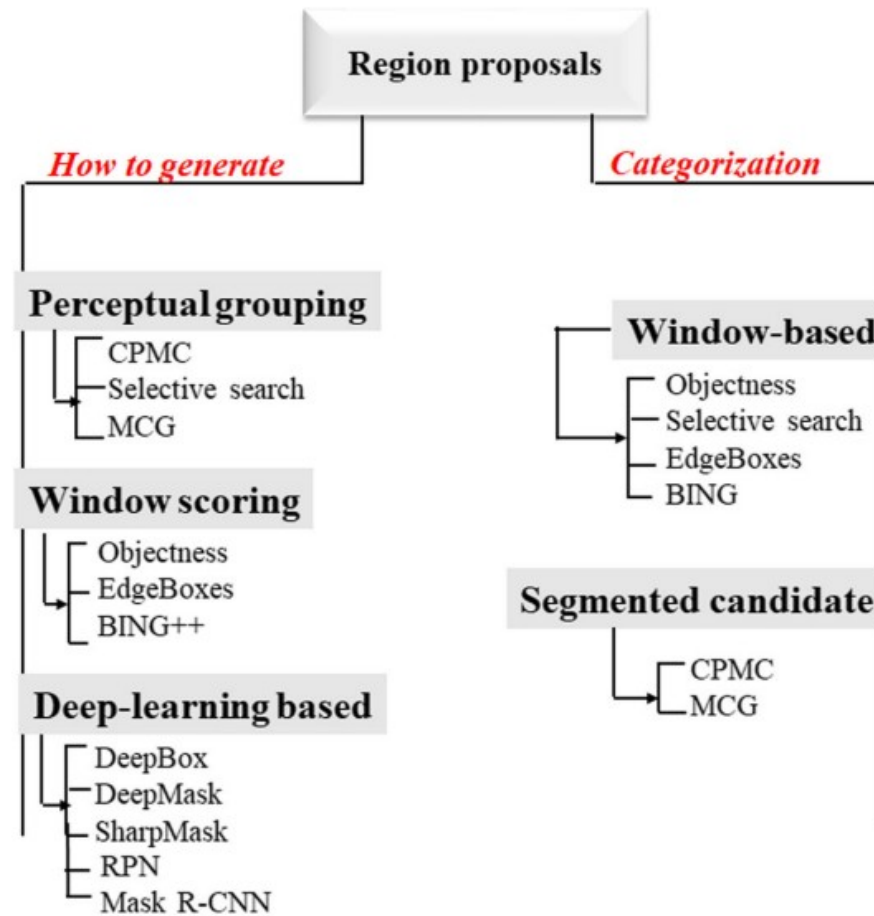 Region proposals
How to generate
Categorization
Perceptual grouping
CPMC
Selective search
MCG
Window scoring
Objectness
EdgeBoxes
BING++
Deep-learning based
DeepBox
DeepMask
SharpMask
RPN
Mask R-CNN
Window-based
Objectness
Selective search
EdgeBoxes
BING
Segmented candidate
CPMC
MCG